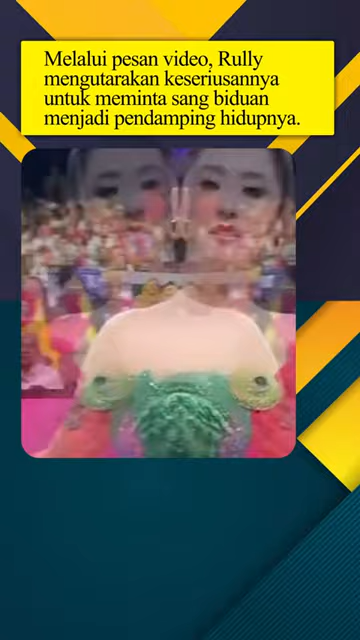 Melalui pesan video, Rully
mengutarakan keseriusannya
untuk meminta sang biduan
menjadi pendamping hidupnya.